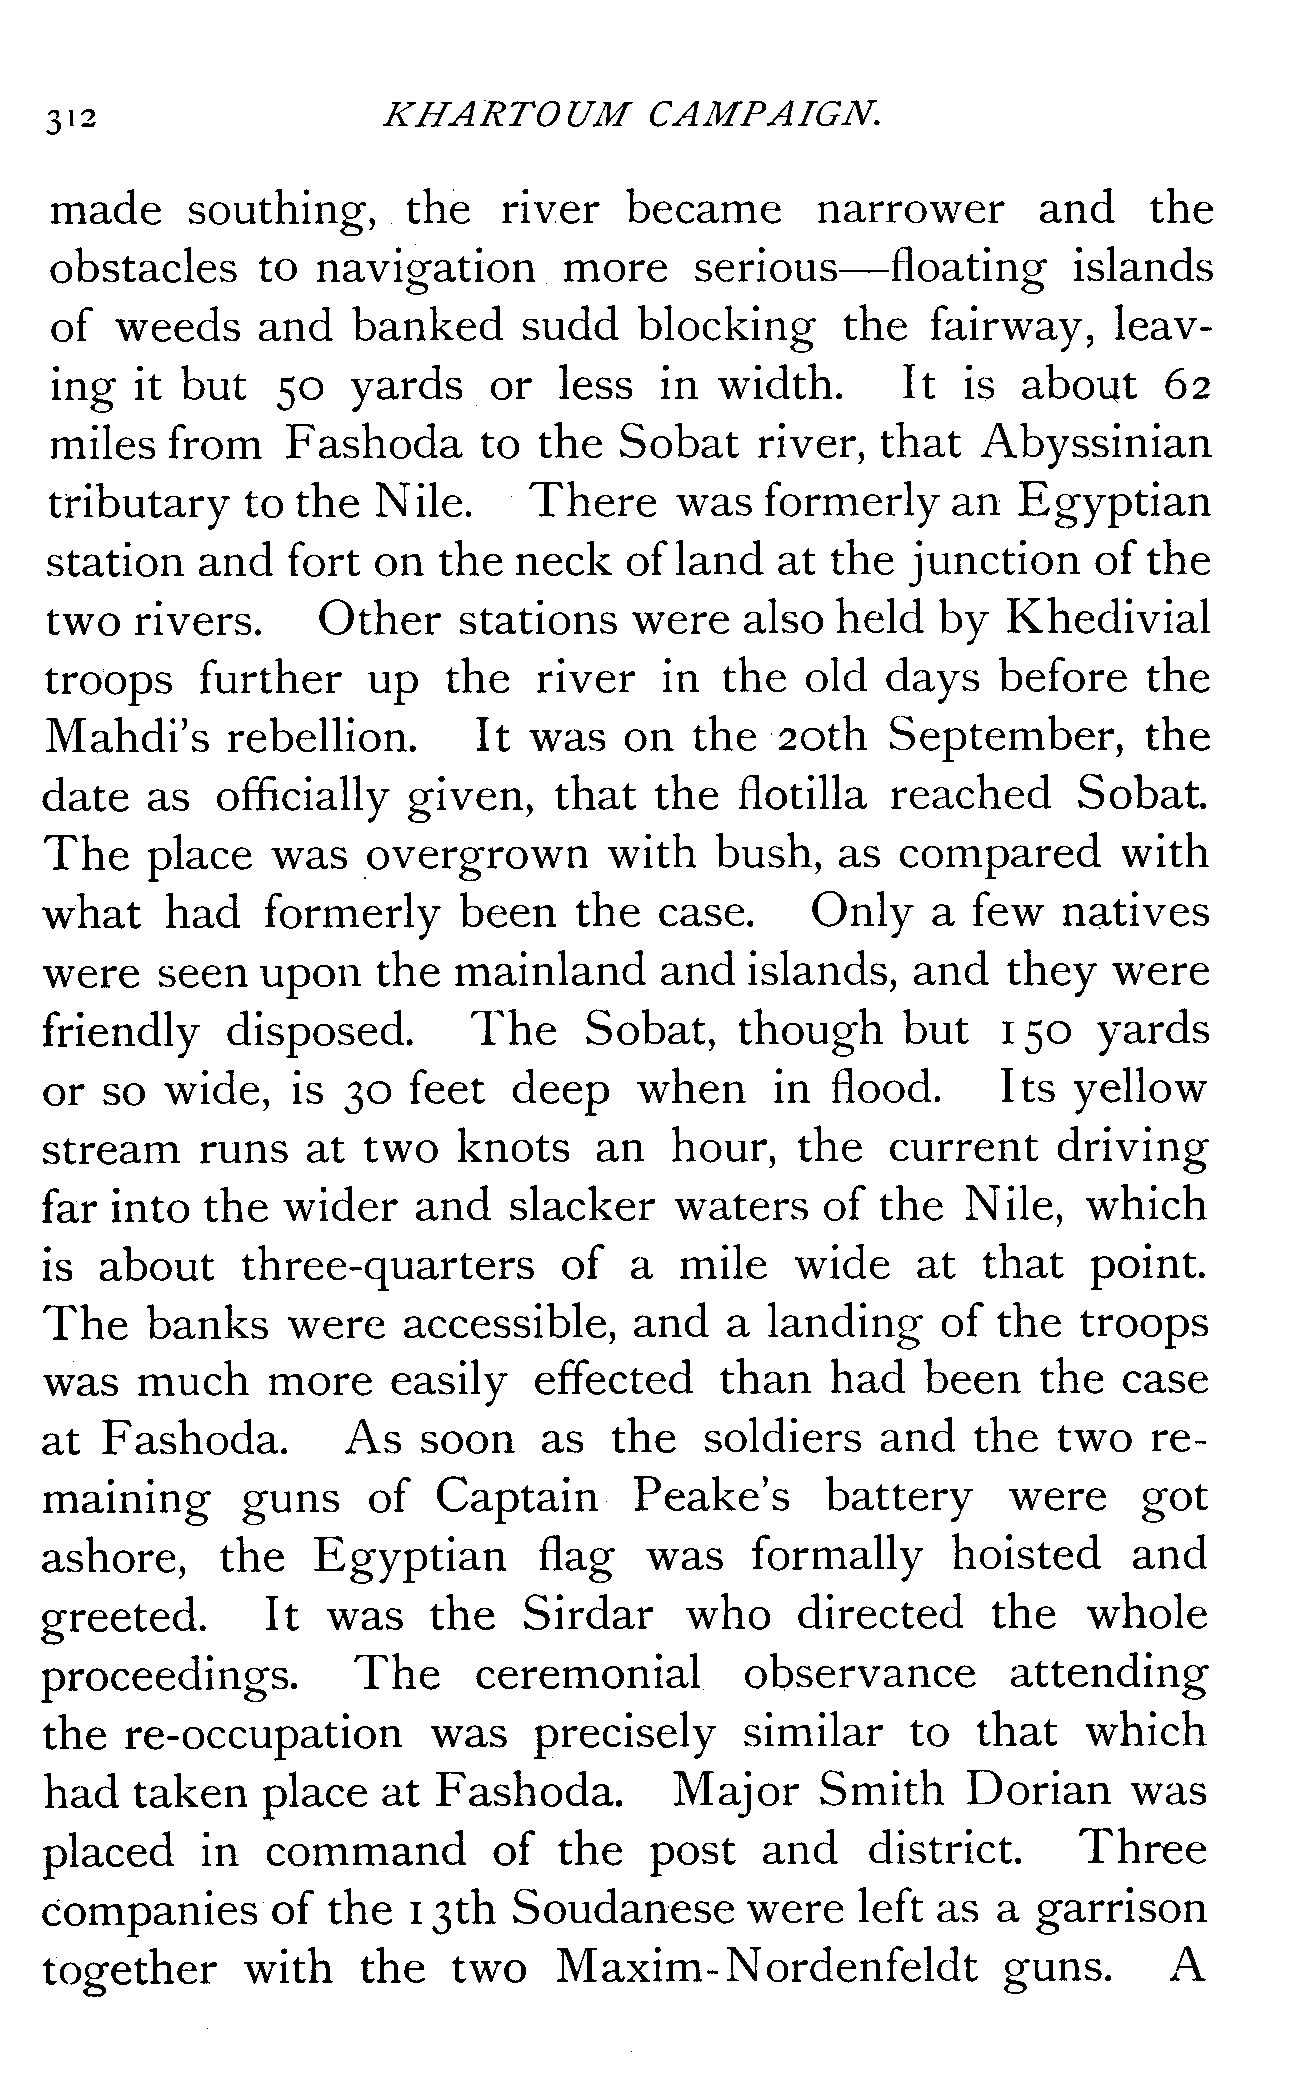 312 KHARTOUM CAMPAIGN.
made southing, the river became narrower and the
obstacles to navigation more serious—floating islands
of weeds and banked sudd blocking the fairway, leav-
ing it but 50 yards or less in width. It is about 62
miles from Fashoda to the Sobat river, that Abyssinian
tributary to the Nile. There was formerly an Egyptian
station and fort on the neck of land at the junction of the
two rivers. Other stations were also held by Khedivial
troops further up the river in the old days before the
Mahdi's rebellion. It was on the 20th September, the
date as officially given, that the flotilla reached Sobat.
The place was overgrown with bush, as compared with
what had formerly been the case. Only a few natives
were seen upon the mainland and islands, and they were
friendly disposed. The Sobat, though but 150 yards
or so wide, is 30 feet deep when in flood. Its yellow
stream runs at two knots an hour, the current driving
far into the wider and slacker waters of the Nile, which
is about three-quarters of a mile wide at that point.
The banks were accessible, and a landing of the troops
was much more easily effected than had been the case
at Fashoda. As soon as the soldiers and the two re-
maining guns of Captain Peake's battery were got
ashore, the Egyptian flag was formally hoisted and
greeted. It was the Sirdar who directed the whole
proceedings. The ceremonial observance attending
the re-occupation was precisely similar to that which
had taken place at Fashoda. Major Smith Dorian was
placed in command of the post and district. Three
companies of the 13th Soudanese were left as a garrison
together with the two Maxim-Nordenfeldt guns. A